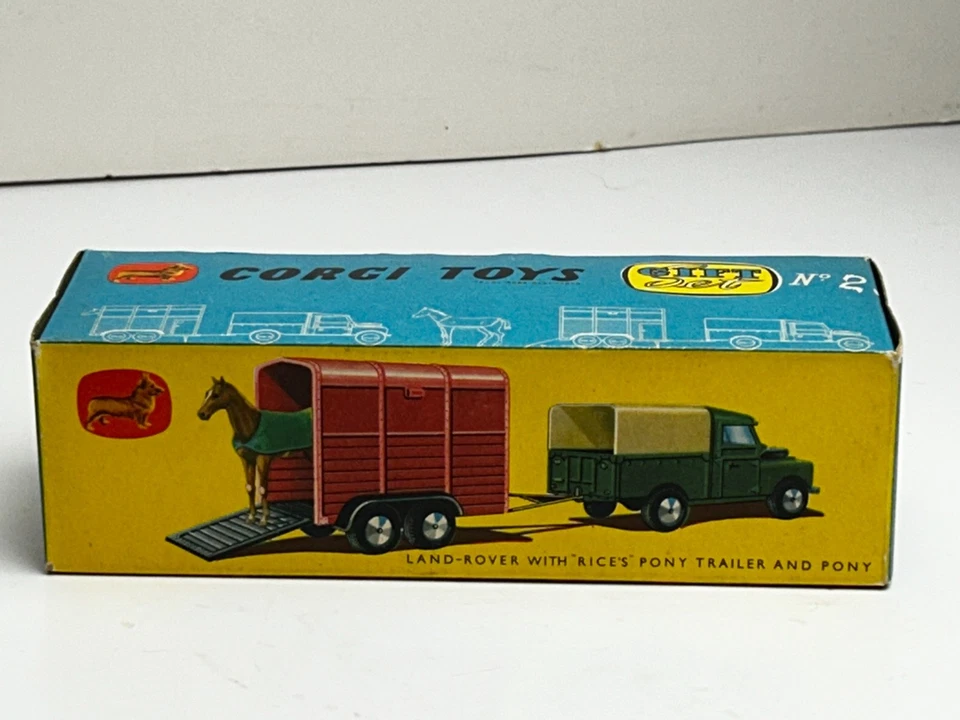 CORGI TOYS
GIFT
Set
Nº 2
LAND-ROVER WITH "RICE'S" PONY TRAILER AND PONY